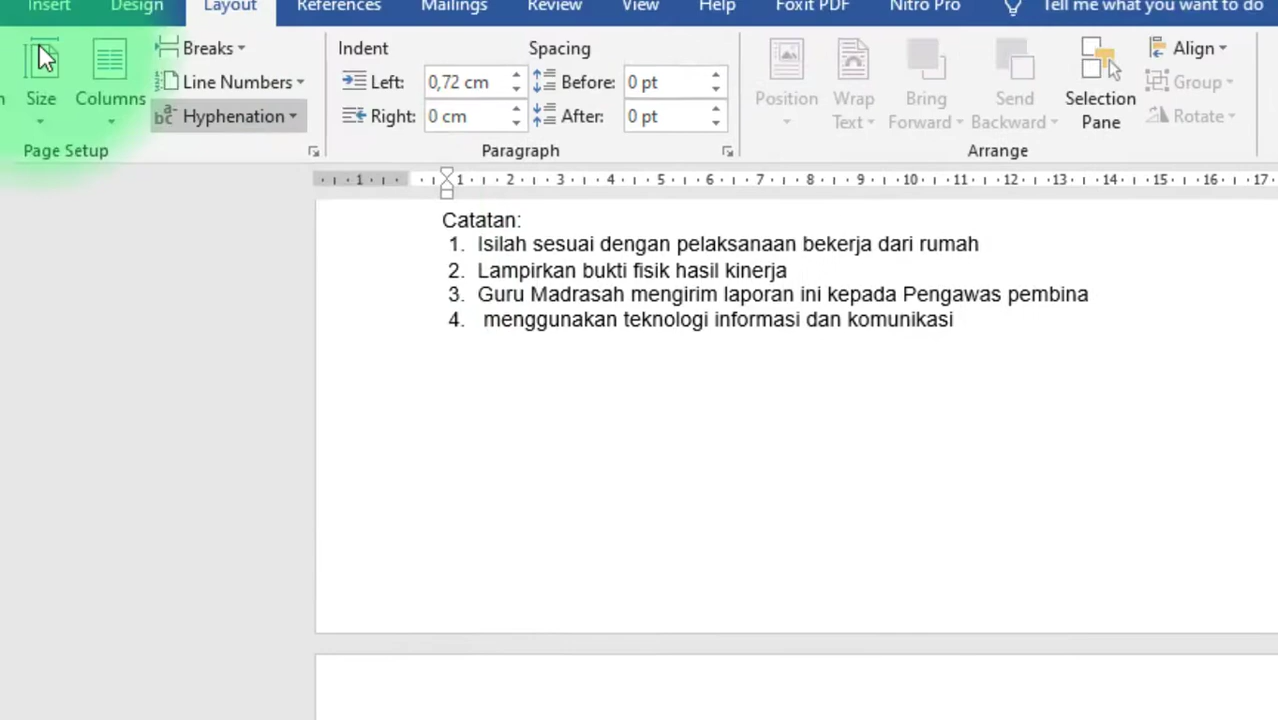 Insert Design Layout References Mailings Review View Help Foxit PDF Nitro Pro Tell me what you want to do
Size
Columns
Breaks
Line Numbers
Hyphenation
Page Setup
Indent
Left: 0,72 cm
Right: 0 cm
Spacing
Before: 0 pt
After: 0 pt
Paragraph
Position
Wrap
Text
Bring
Forward
Send
Backward
Selection
Pane
Align
Group
Rotate
Arrange
1 1 2 3 4 5 6 7 8 9 10 11 12 13 14 15 16 17
Catatan:
1. Isilah sesuai dengan pelaksanaan bekerja dari rumah
2. Lampirkan bukti fisik hasil kinerja
3. Guru Madrasah mengirim laporan ini kepada Pengawas pembina
4. menggunakan teknologi informasi dan komunikasi